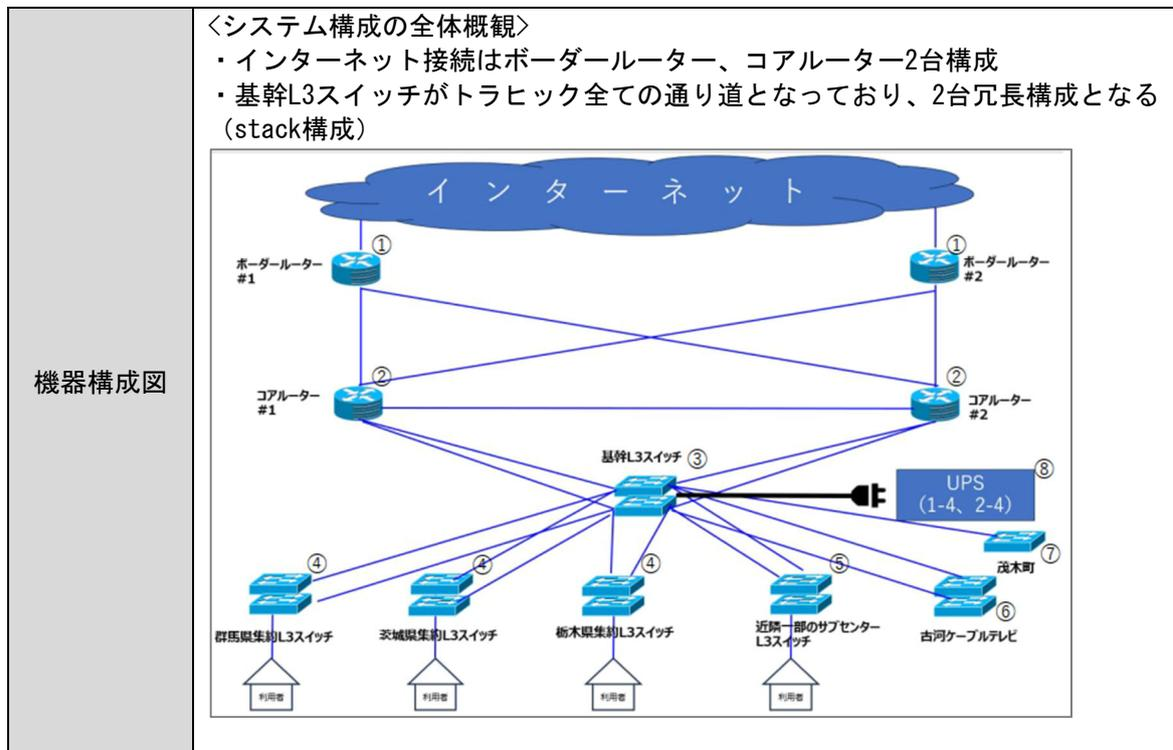 機器構成図
<システム構成の全体概観>
・インターネット接続はボーダールーター、コアルーター2台構成
・基幹L3スイッチがトラヒック全ての通り道となっており、2台冗長構成となる
（stack構成）
インターネット
①
①
ボーダールーター
#1
ボーダールーター
#2
②
②
コアルーター
#1
コアルーター
#2
基幹L3スイッチ ③
⑧
UPS
(1-4、2-4)
⑦
茂木町
④
④
④
⑤
⑥
群馬県集約L3スイッチ
茨城県集約L3スイッチ
栃木県集約L3スイッチ
近隣一部のサブセンター
L3スイッチ
古河ケーブルテレビ
利用者
利用者
利用者
利用者